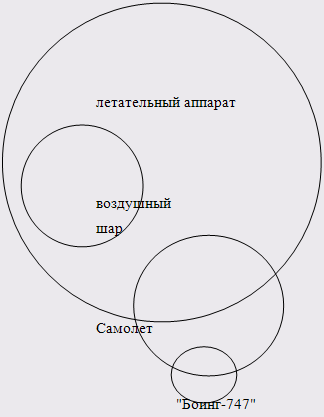 летательный аппарат
воздушный
шар
Самолет
"Боинг-747"